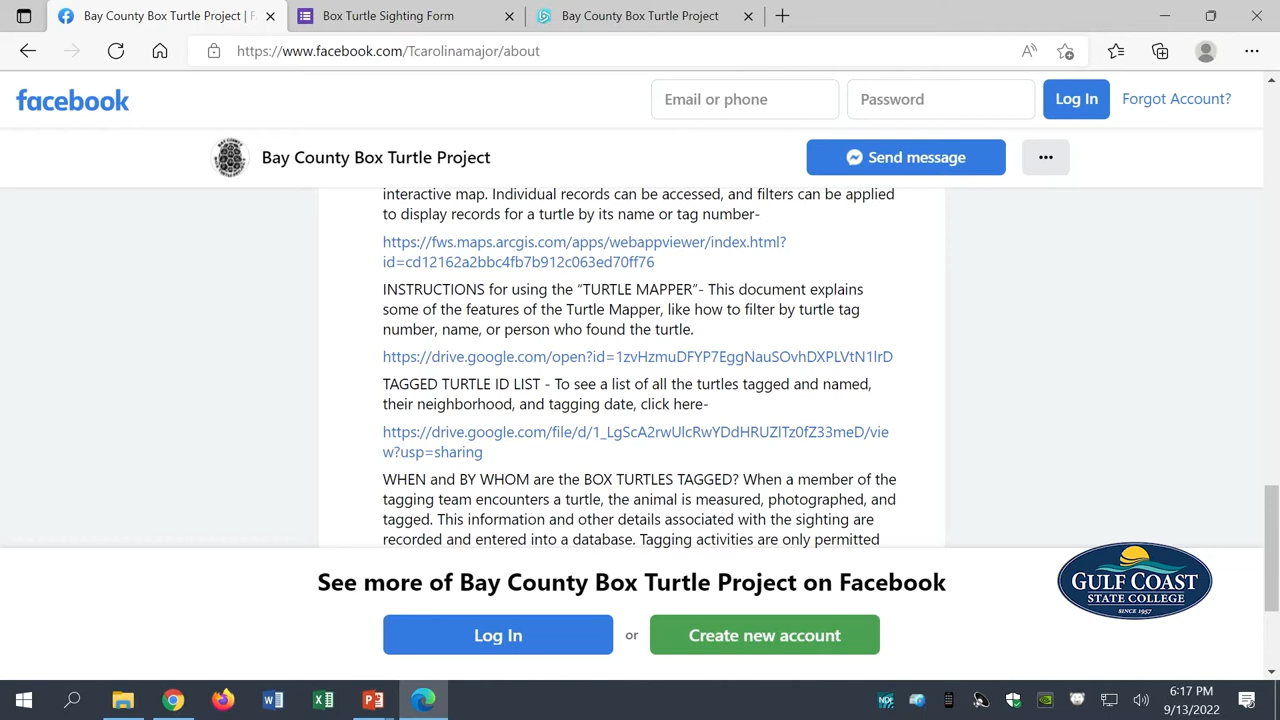 Bay County Box Turtle Project | F
Box Turtle Sighting Form
Bay County Box Turtle Project
https://www.facebook.com/Tcarolinamajor/about
facebook
Email or phone
Password
Log In
Forgot Account?
Bay County Box Turtle Project
Send message
interactive map. Individual records can be accessed, and filters can be applied
to display records for a turtle by its name or tag number-
https://fws.maps.arcgis.com/apps/webappviewer/index.html?
id=cd12162a2bbc4fb7b912c063ed70ff76
INSTRUCTIONS for using the “TURTLE MAPPER”- This document explains
some of the features of the Turtle Mapper, like how to filter by turtle tag
number, name, or person who found the turtle.
https://drive.google.com/open?id=1zvHzmuDFYP7EggNauSOvhDXPLVtN1lrD
TAGGED TURTLE ID LIST - To see a list of all the turtles tagged and named,
their neighborhood, and tagging date, click here-
https://drive.google.com/file/d/1_LgScA2rwUlcRwYDdHRUZlTz0fZ33meD/vie
w?usp=sharing
WHEN and BY WHOM are the BOX TURTLES TAGGED? When a member of the
tagging team encounters a turtle, the animal is measured, photographed, and
tagged. This information and other details associated with the sighting are
recorded and entered into a database. Tagging activities are only permitted
See more of Bay County Box Turtle Project on Facebook
Log In
or
Create new account
GULF COAST
STATE COLLEGE
SINCE 1957
6:17 PM
9/13/2022